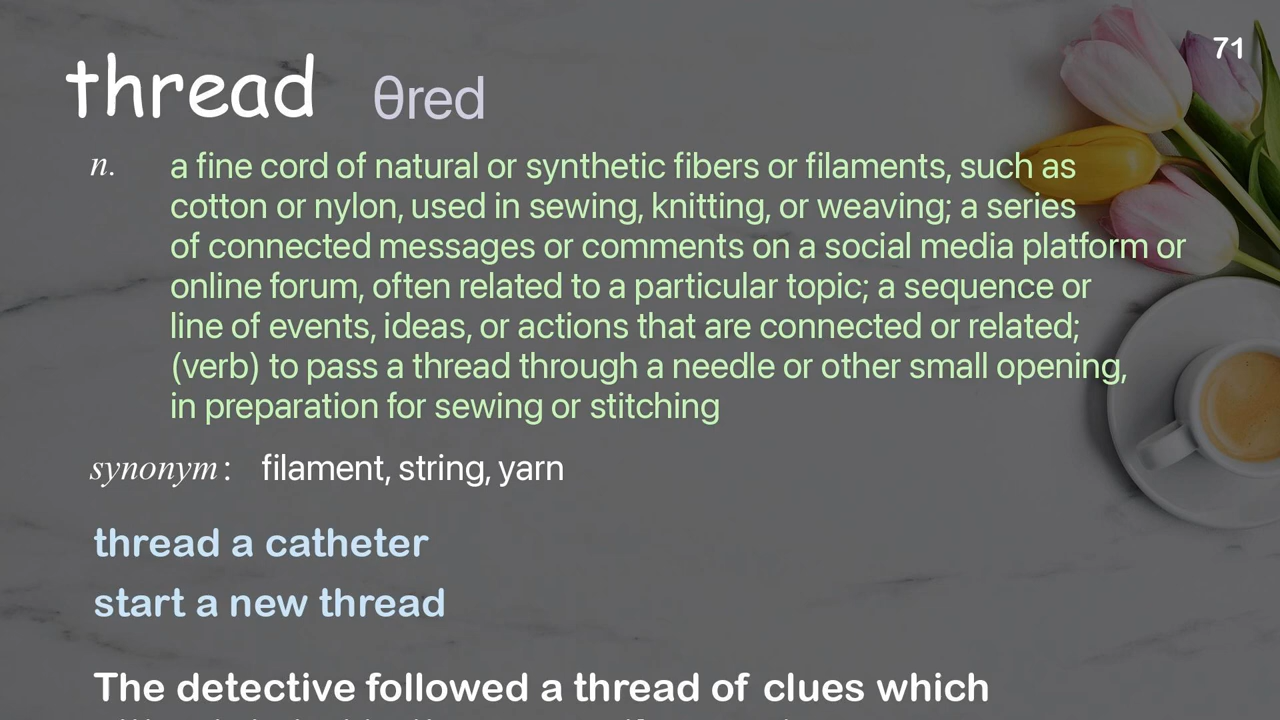 71
thread θred
n. a fine cord of natural or synthetic fibers or filaments, such as
cotton or nylon, used in sewing, knitting, or weaving; a series
of connected messages or comments on a social media platform or
online forum, often related to a particular topic; a sequence or
line of events, ideas, or actions that are connected or related;
(verb) to pass a thread through a needle or other small opening,
in preparation for sewing or stitching
synonym: filament, string, yarn
thread a catheter
start a new thread
The detective followed a thread of clues which